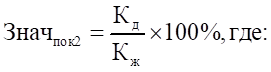 Знач_пок2 = К_д / К_ж × 100%, где: